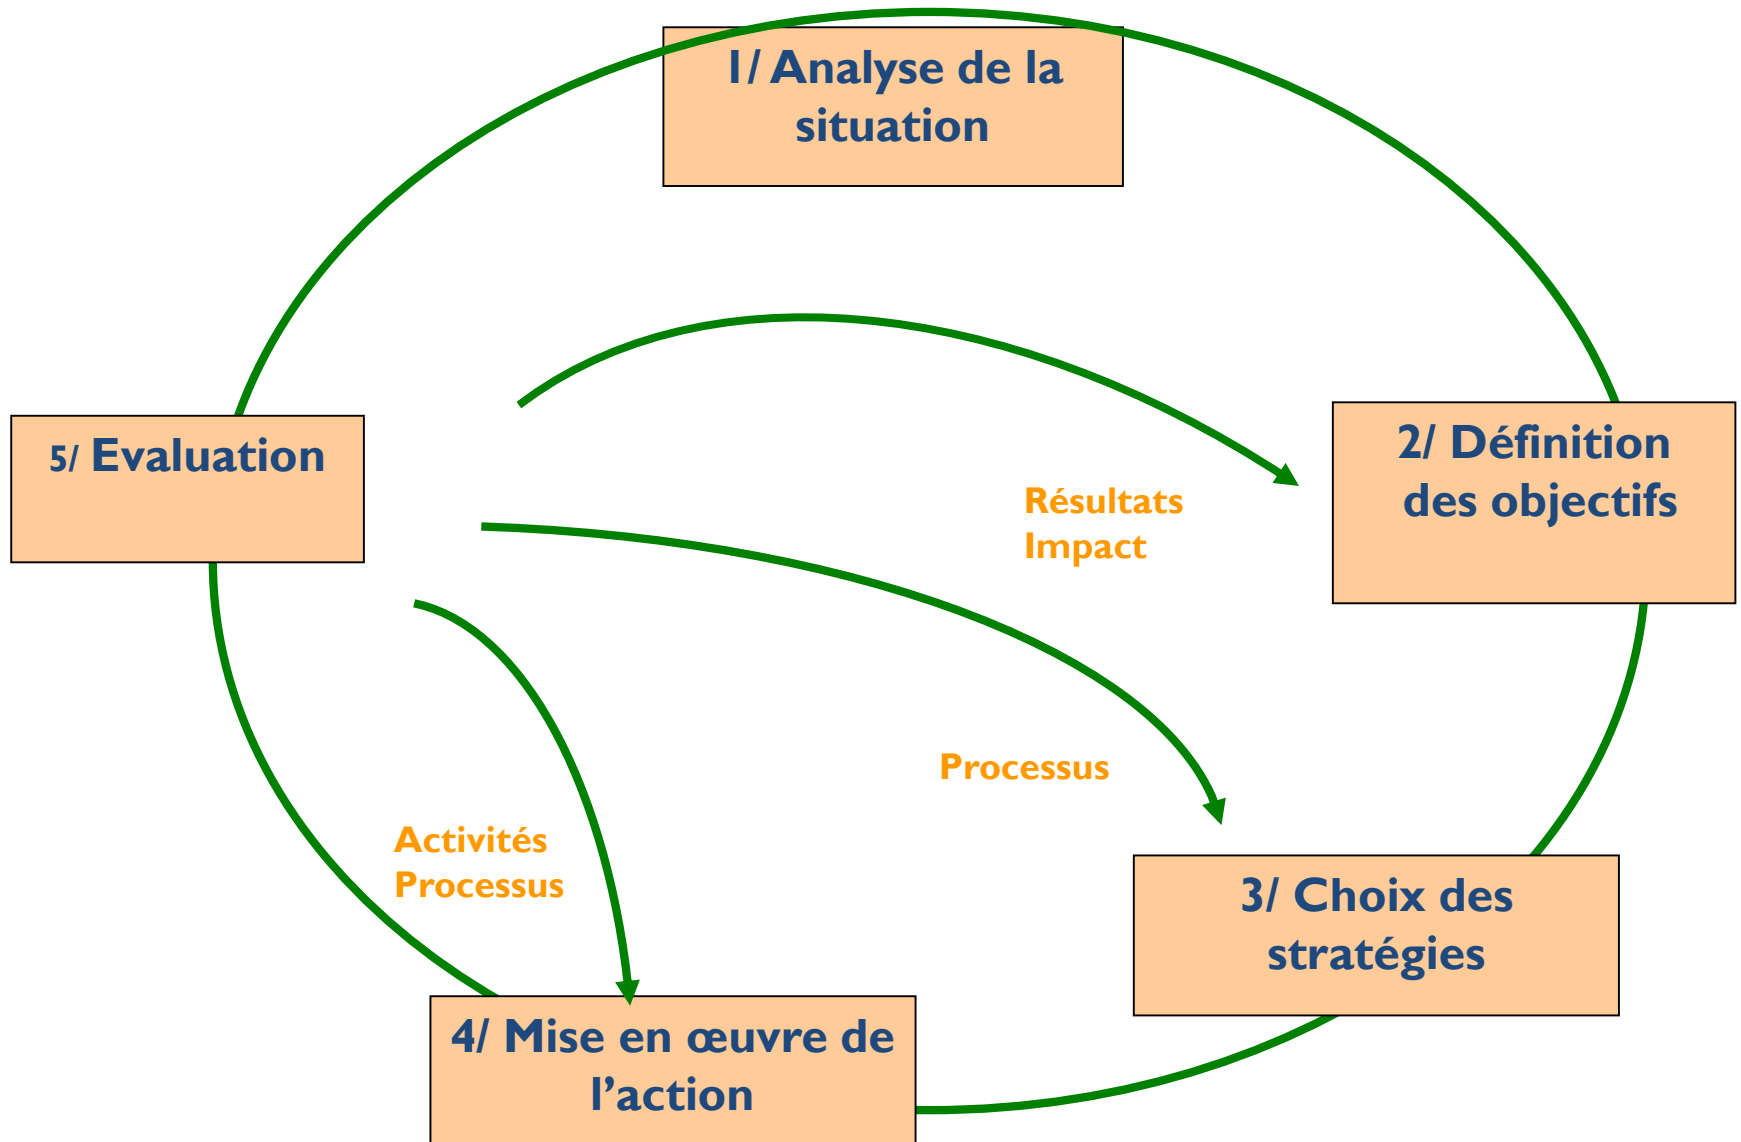 1/ Analyse de la
situation
5/ Evaluation
2/ Définition
des objectifs
Résultats
Impact
Processus
Activités
Processus
3/ Choix des
stratégies
4/ Mise en œuvre de
l’action